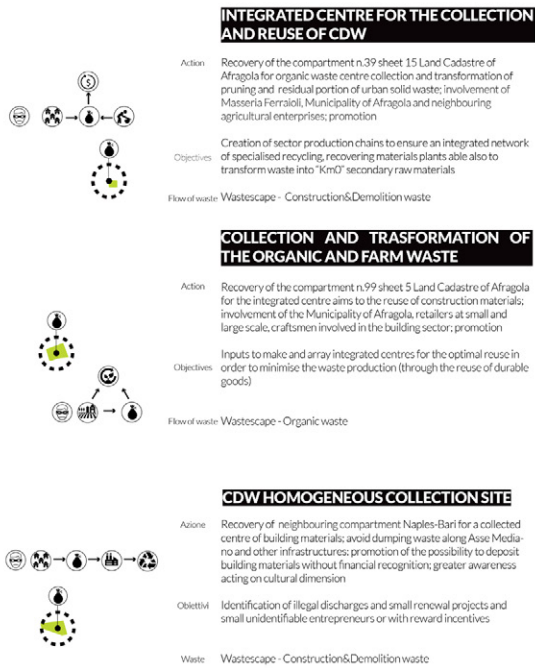 INTEGRATED CENTRE FOR THE COLLECTION
AND REUSE OF CDW
Action
Recovery of the compartment n.39 sheet 15 Land Cadastre of
Afragola for organic waste centre collection and transformation of
pruning and residual portion of urban solid waste; involvement of
Masseria Ferraioli, Municipality of Afragola and neighbouring
agricultural enterprises; promotion
Objectives
Creation of sector production chains to ensure an integrated network
of specialised recycling, recovering materials plants able also to
transform waste into "Km0" secondary raw materials
Flow of waste Wastescape - Construction&Demolition waste
COLLECTION AND TRASFORMATION OF
THE ORGANIC AND FARM WASTE
Action
Recovery of the compartment n.99 sheet 5 Land Cadastre of Afragola
for the integrated centre aims to the reuse of construction materials;
involvement of the Municipality of Afragola, retailers at small and
large scale, craftsmen involved in the building sector; promotion
Objectives
Inputs to make and array integrated centres for the optimal reuse in
order to minimise the waste production (through the reuse of durable
goods)
Flow of waste Wastescape - Organic waste
CDW HOMOGENEOUS COLLECTION SITE
Azione
Recovery of neighbouring compartment Naples-Bari for a collected
centre of building materials; avoid dumping waste along Asse Media-
no and other infrastructures; promotion of the possibility to deposit
building materials without financial recognition; greater awareness
acting on cultural dimension
Obiettivi
Identification of illegal discharges and small renewal projects and
small unidentifiable entrepreneurs or with reward incentives
Waste
Wastescape - Construction&Demolition waste